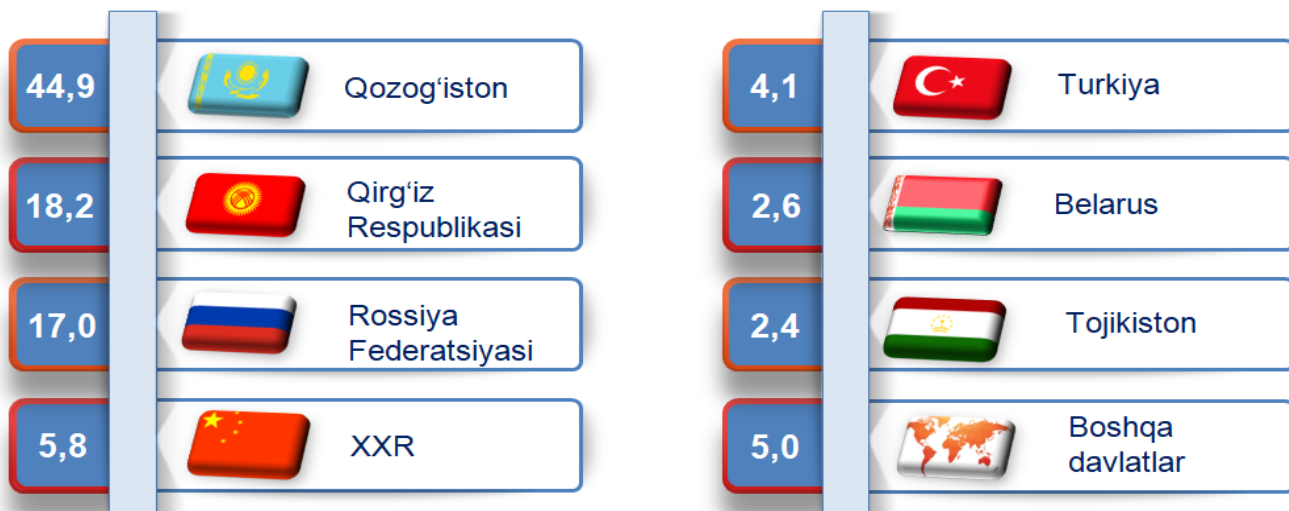 44,9
Qozog‘iston
18,2
Qirg‘iz
Respublikasi
17,0
Rossiya
Federatsiyasi
5,8
XXR
4,1
Turkiya
2,6
Belarus
2,4
Tojikiston
5,0
Boshqa
davlatlar